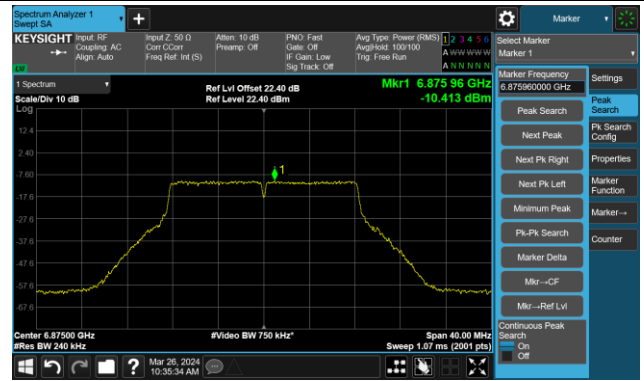 Spectrum Analyzer 1
Swept SA
Marker
KEYSIGHT
Input: RF
Coupling: AC
Align: Auto
Input Z: 50 Ω
Corr CCorr
Freq Ref: Int (S)
Atten: 10 dB
Preamp: Off
PNO: Fast
Gate: Off
IF Gain: Low
Sig Track: Off
Avg Type: Power (RMS)
Avg|Hold: 100/100
Trig: Free Run
1 2 3 4 5 6
A W W W W W
A N N N N N
LM
Select Marker
Marker 1
1 Spectrum
Scale/Div 10 dB
Log
Ref Lvl Offset 22.40 dB
Ref Level 22.40 dBm
Mkr1 6.875 96 GHz
-10.413 dBm
12.4
2.40
-7.60
-17.6
-27.6
-37.6
-47.6
-57.6
-67.6
1
Center 6.87500 GHz
#Res BW 240 kHz
#Video BW 750 kHz*
Span 40.00 MHz
Sweep 1.07 ms (2001 pts)
Marker Frequency
6.875960000 GHz
Peak Search
Next Peak
Next Pk Right
Next Pk Left
Minimum Peak
Pk-Pk Search
Marker Delta
Mkr→CF
Mkr→Ref Lvl
Continuous Peak
Search
On
Off
Settings
Peak
Search
Pk Search
Config
Properties
Marker
Function
Marker→
Counter
Mar 26, 2024
10:35:34 AM